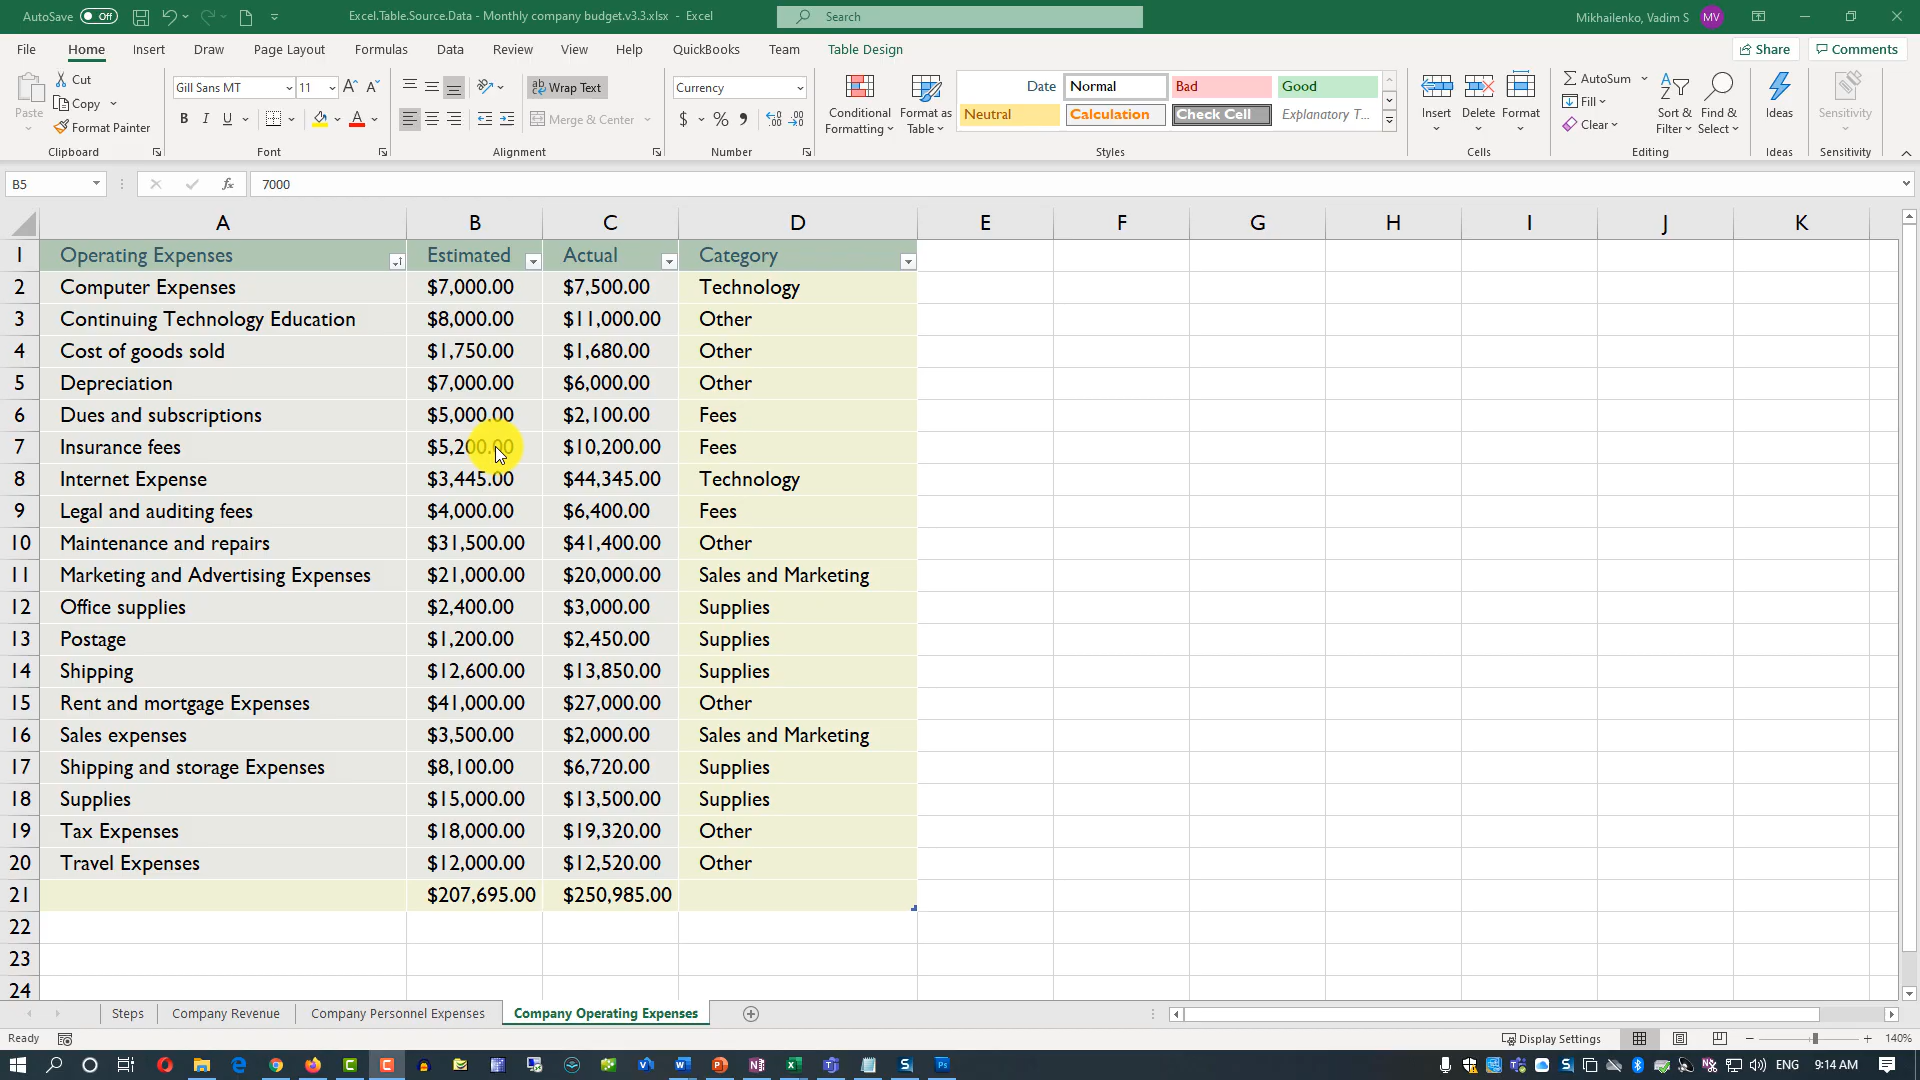 AutoSave Off Excel.Table.Source.Data - Monthly company budget.v3.3.xlsx - Excel Search Mikhailenko, Vadim S MV
File Home Insert Draw Page Layout Formulas Data Review View Help QuickBooks Team Table Design Share Comments
Paste Cut Copy Format Painter Clipboard
Gill Sans MT 11 B I U A A Font
Wrap Text Merge & Center Alignment
Currency $ % Number
Conditional Formatting Format as Table
Date Normal Bad Good
Neutral Calculation Check Cell Explanatory T...
Styles
Insert Delete Format Cells
AutoSum Fill Clear Sort & Filter Find & Select Editing
Ideas Ideas
Sensitivity Sensitivity
B5 fx 7000
A B C D E F G H I J K
1 Operating Expenses Estimated Actual Category
2 Computer Expenses $7,000.00 $7,500.00 Technology
3 Continuing Technology Education $8,000.00 $11,000.00 Other
4 Cost of goods sold $1,750.00 $1,680.00 Other
5 Depreciation $7,000.00 $6,000.00 Other
6 Dues and subscriptions $5,000.00 $2,100.00 Fees
7 Insurance fees $5,200.00 $10,200.00 Fees
8 Internet Expense $3,445.00 $44,345.00 Technology
9 Legal and auditing fees $4,000.00 $6,400.00 Fees
10 Maintenance and repairs $31,500.00 $41,400.00 Other
11 Marketing and Advertising Expenses $21,000.00 $20,000.00 Sales and Marketing
12 Office supplies $2,400.00 $3,000.00 Supplies
13 Postage $1,200.00 $2,450.00 Supplies
14 Shipping $12,600.00 $13,850.00 Supplies
15 Rent and mortgage Expenses $41,000.00 $27,000.00 Other
16 Sales expenses $3,500.00 $2,000.00 Sales and Marketing
17 Shipping and storage Expenses $8,100.00 $6,720.00 Supplies
18 Supplies $15,000.00 $13,500.00 Supplies
19 Tax Expenses $18,000.00 $19,320.00 Other
20 Travel Expenses $12,000.00 $12,520.00 Other
21 $207,695.00 $250,985.00
22
23
24
Steps Company Revenue Company Personnel Expenses Company Operating Expenses
Ready Display Settings 140%
ENG 9:14 AM